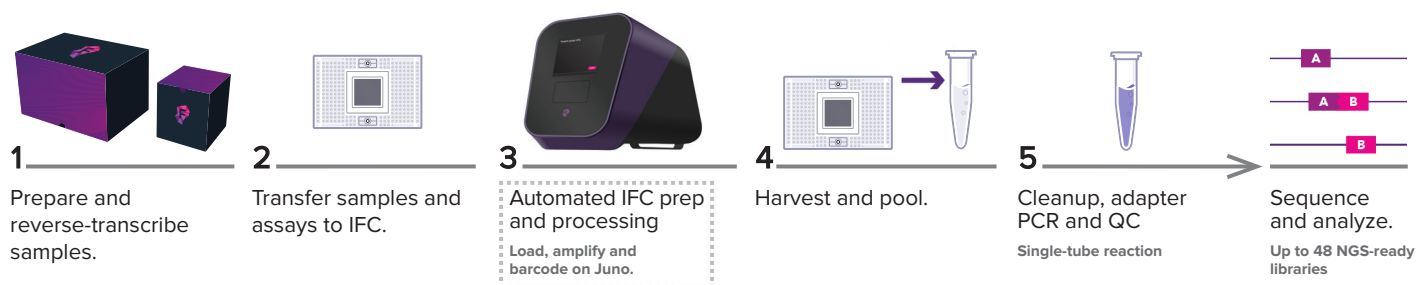 1
Prepare and
reverse-transcribe
samples.
2
Transfer samples and
assays to IFC.
3
Automated IFC prep
and processing
Load, amplify and
barcode on Juno.
4
Harvest and pool.
5
Cleanup, adapter
PCR and QC
Single-tube reaction
A
A B
B
Sequence
and analyze.
Up to 48 NGS-ready
libraries